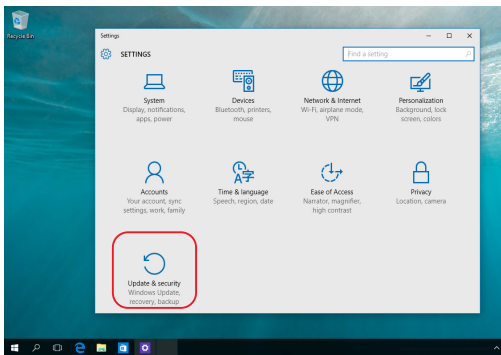 Recycle Bin
Settings
SETTINGS
Find a setting
System
Display, notifications,
apps, power
Devices
Bluetooth, printers,
mouse
Network & Internet
Wi-Fi, airplane mode,
VPN
Personalization
Background, lock
screen, colors
Accounts
Your account, sync
settings, work, family
Time & language
Speech, region, date
Ease of Access
Narrator, magnifier,
high contrast
Privacy
Location, camera
Update & security
Windows Update,
recovery, backup